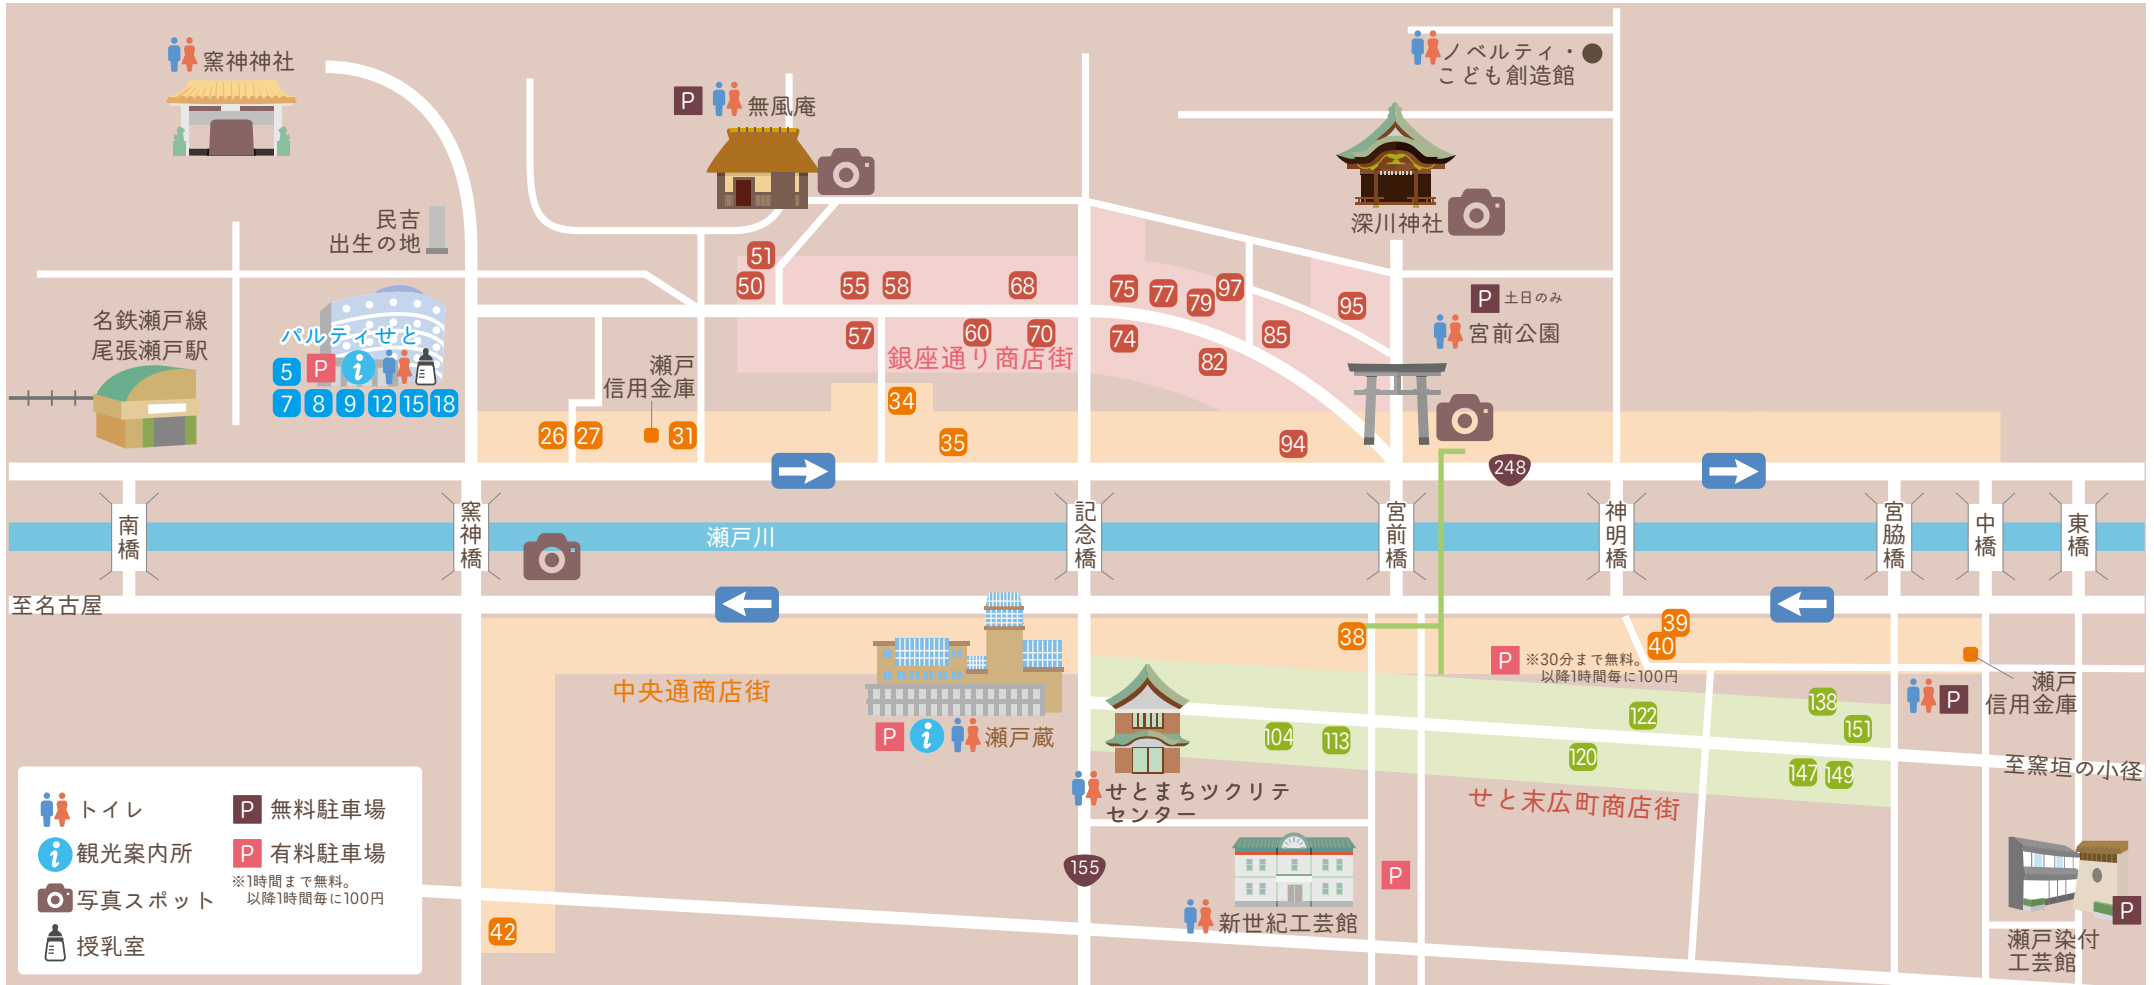 窯神神社
P
無風庵
ノベルティ・
こども創造館
深川神社
民吉
出生の地
名鉄瀬戸線
尾張瀬戸駅
パルティせと
5
P
i
7
8
9
12
15
18
51
50
55
58
68
57
60
70
銀座通り商店街
75
77
79
97
95
74
82
85
94
P
土日のみ
宮前公園
瀬戸
信用金庫
26
27
31
34
35
248
南橋
窯神橋
瀬戸川
記念橋
宮前橋
神明橋
宮脇橋
中橋
東橋
至名古屋
中央通商店街
P
i
瀬戸蔵
38
39
40
P
※30分まで無料。
以降1時間毎に100円
瀬戸
信用金庫
P
104
113
122
120
138
151
147
149
至窯垣の小径
せと末広町商店街
せとまちツクリテ
センター
155
新世紀工芸館
P
瀬戸染付
工芸館
P
42
トイレ
P
無料駐車場
i
観光案内所
P
有料駐車場
※1時間まで無料。
以降1時間毎に100円
写真スポット
授乳室